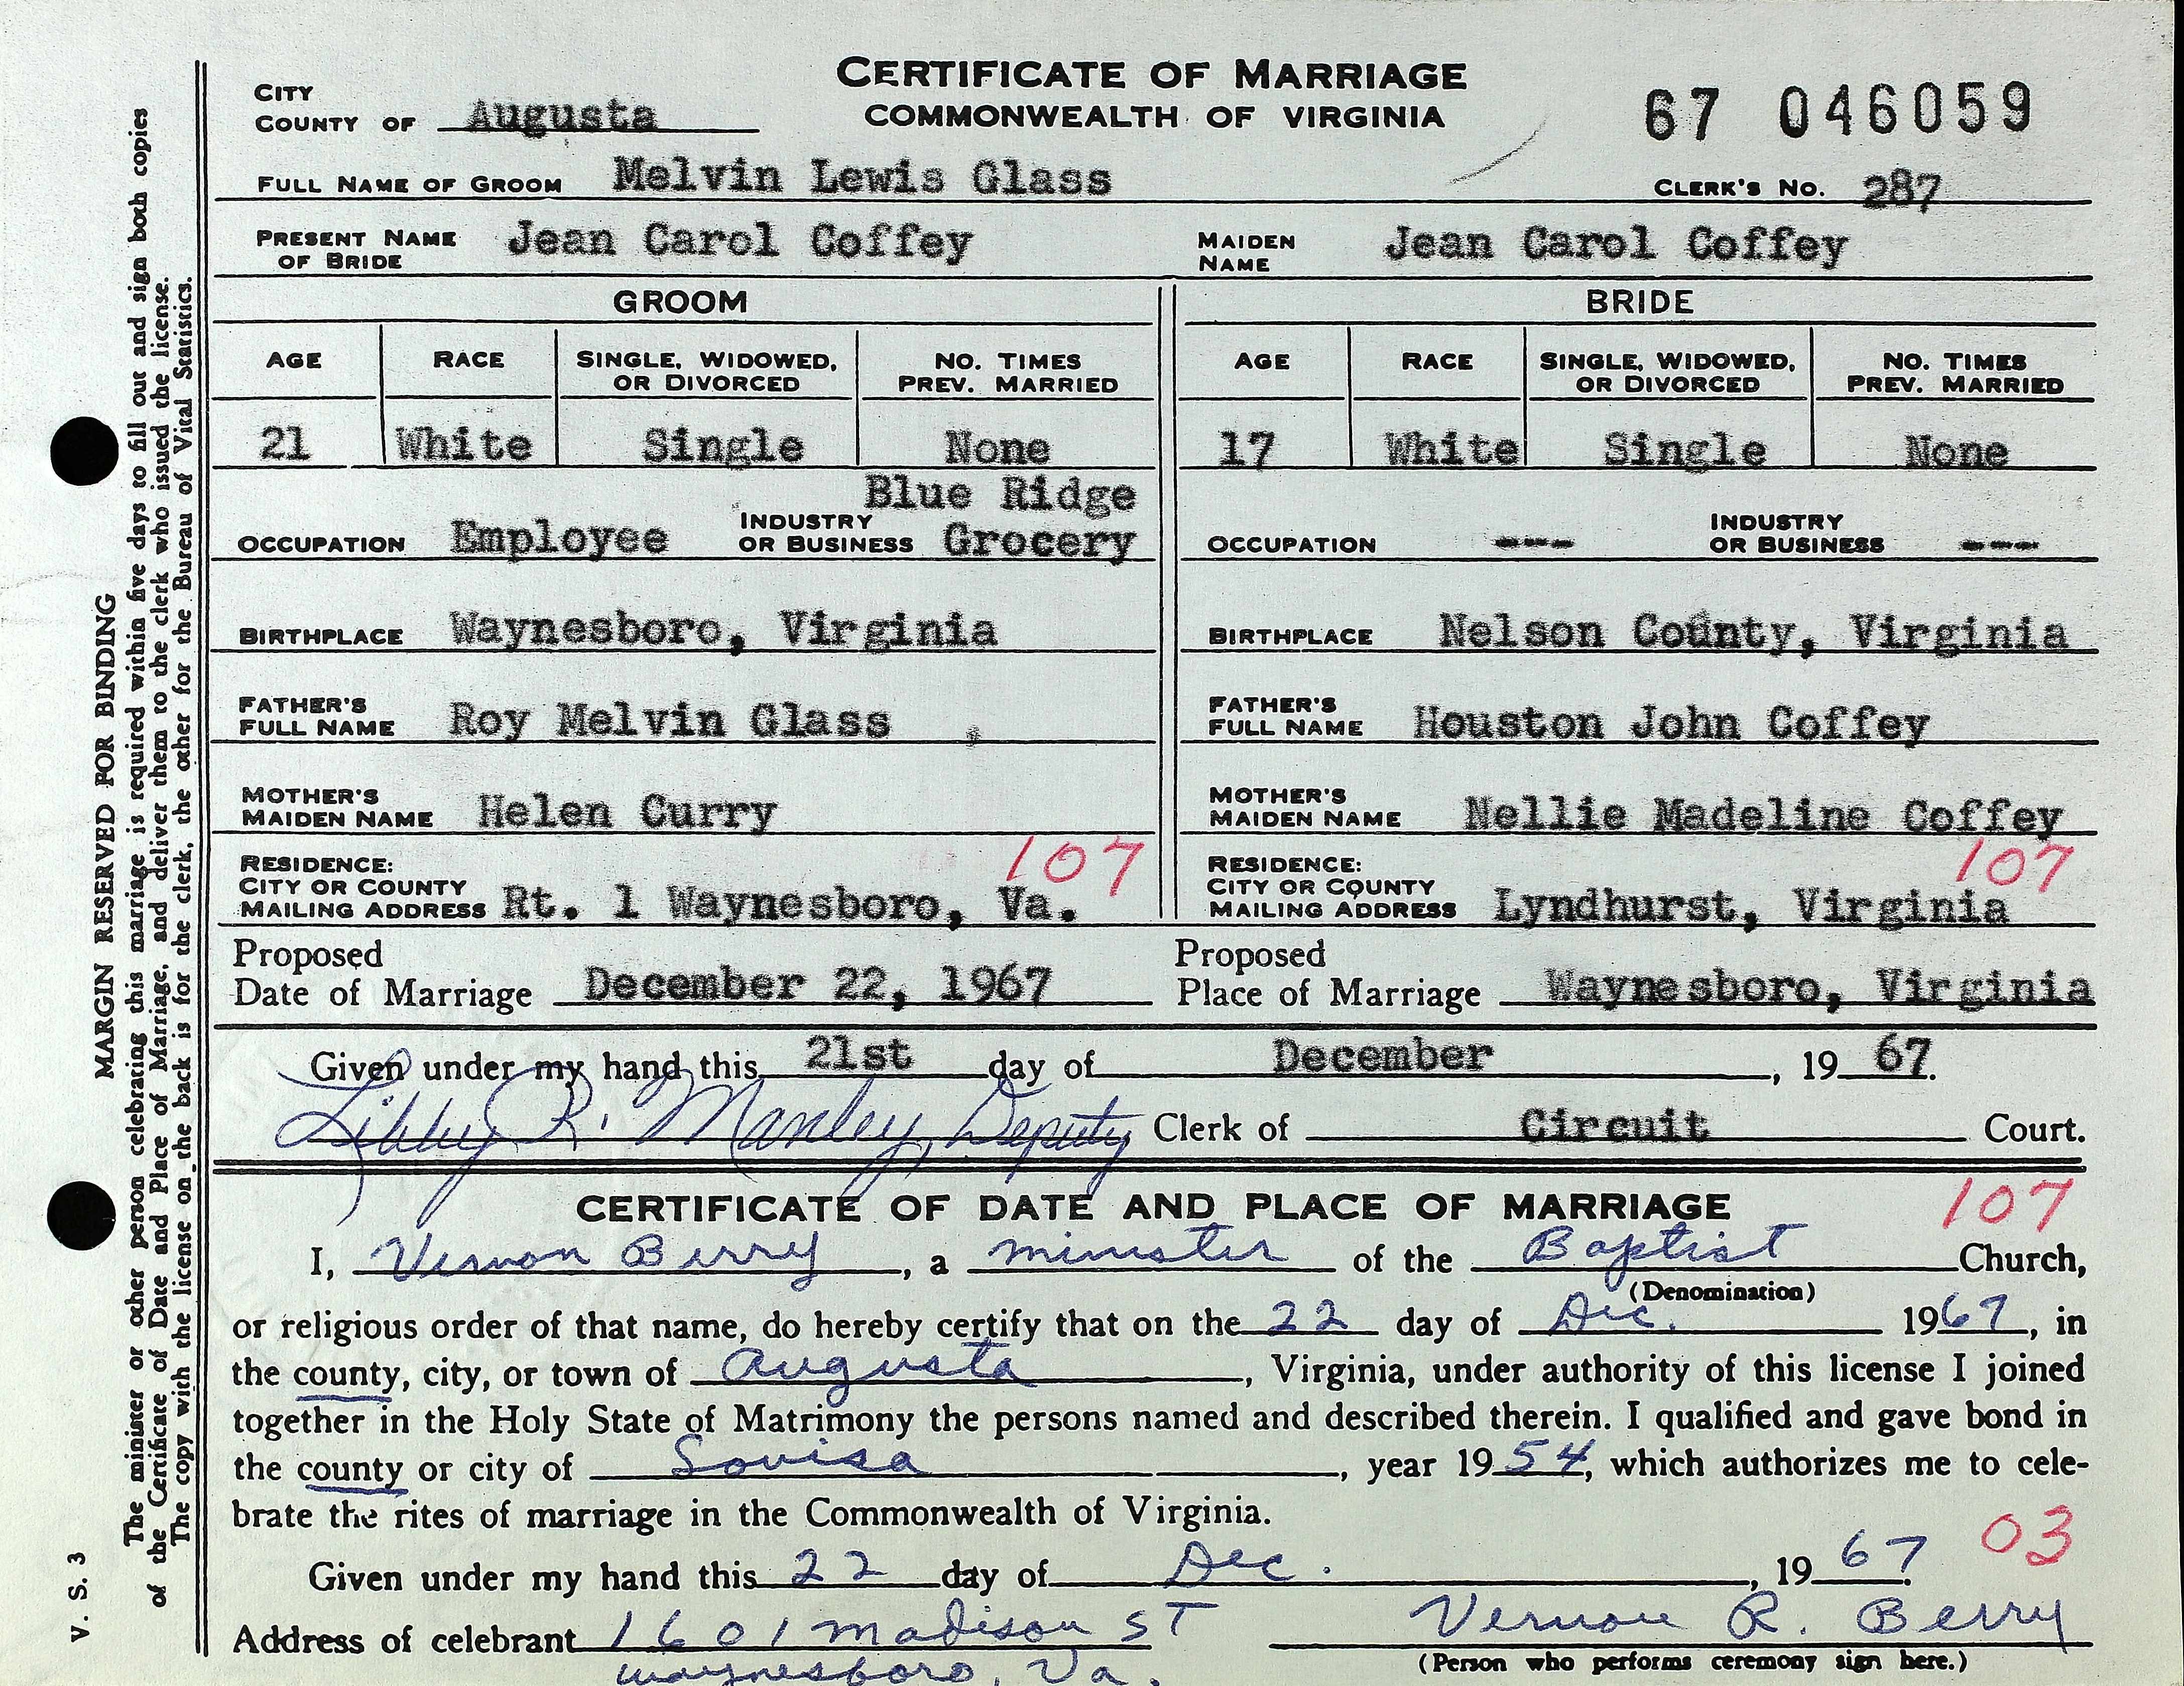 CERTIFICATE OF MARRIAGE
COMMONWEALTH OF VIRGINIA
CITY
COUNTY OF Augusta
67 046059
FULL NAME OF GROOM Melvin Lewis Glass
CLERK'S NO. 287
PRESENT NAME OF BRIDE Jean Carol Coffey
MAIDEN NAME Jean Carol Coffey
GROOM
BRIDE
AGE RACE SINGLE, WIDOWED, OR DIVORCED NO. TIMES PREV. MARRIED
AGE RACE SINGLE, WIDOWED, OR DIVORCED NO. TIMES PREV. MARRIED
21 White Single None
17 White Single None
OCCUPATION Employee INDUSTRY OR BUSINESS Blue Ridge Grocery
OCCUPATION --- INDUSTRY OR BUSINESS ---
BIRTHPLACE Waynesboro, Virginia
BIRTHPLACE Nelson County, Virginia
FATHER'S FULL NAME Roy Melvin Glass
FATHER'S FULL NAME Houston John Coffey
MOTHER'S MAIDEN NAME Helen Curry
MOTHER'S MAIDEN NAME Nellie Madeline Coffey
RESIDENCE: CITY OR COUNTY MAILING ADDRESS Rt. 1 Waynesboro, Va. 107
RESIDENCE: CITY OR COUNTY MAILING ADDRESS Lyndhurst, Virginia 107
Proposed Date of Marriage December 22, 1967
Proposed Place of Marriage Waynesboro, Virginia
Given under my hand this 21st day of December, 19 67.
Libby R. Manley, Deputy Clerk of Circuit Court.
CERTIFICATE OF DATE AND PLACE OF MARRIAGE 107
I, Vernon Berry, a minister of the Baptist Church,
(Denomination)
or religious order of that name, do hereby certify that on the 22 day of Dec. 1967, in
the county, city, or town of Augusta, Virginia, under authority of this license I joined
together in the Holy State of Matrimony the persons named and described therein. I qualified and gave bond in
the county or city of Louisa, year 1954, which authorizes me to cele-
brate the rites of marriage in the Commonwealth of Virginia.
03
Given under my hand this 22 day of Dec., 19 67.
Address of celebrant 1601 Madison ST
Waynesboro, Va.
Vernon R. Berry
(Person who performs ceremony sign here.)
MARGIN RESERVED FOR BINDING
The minister or other person celebrating this marriage is required within five days to fill out and sign both copies
of the Certificate of Date and Place of Marriage, and deliver them to the clerk who issued the license.
The copy with the license on the back is for the clerk, the other for the Bureau of Vital Statistics.
V. S. 3